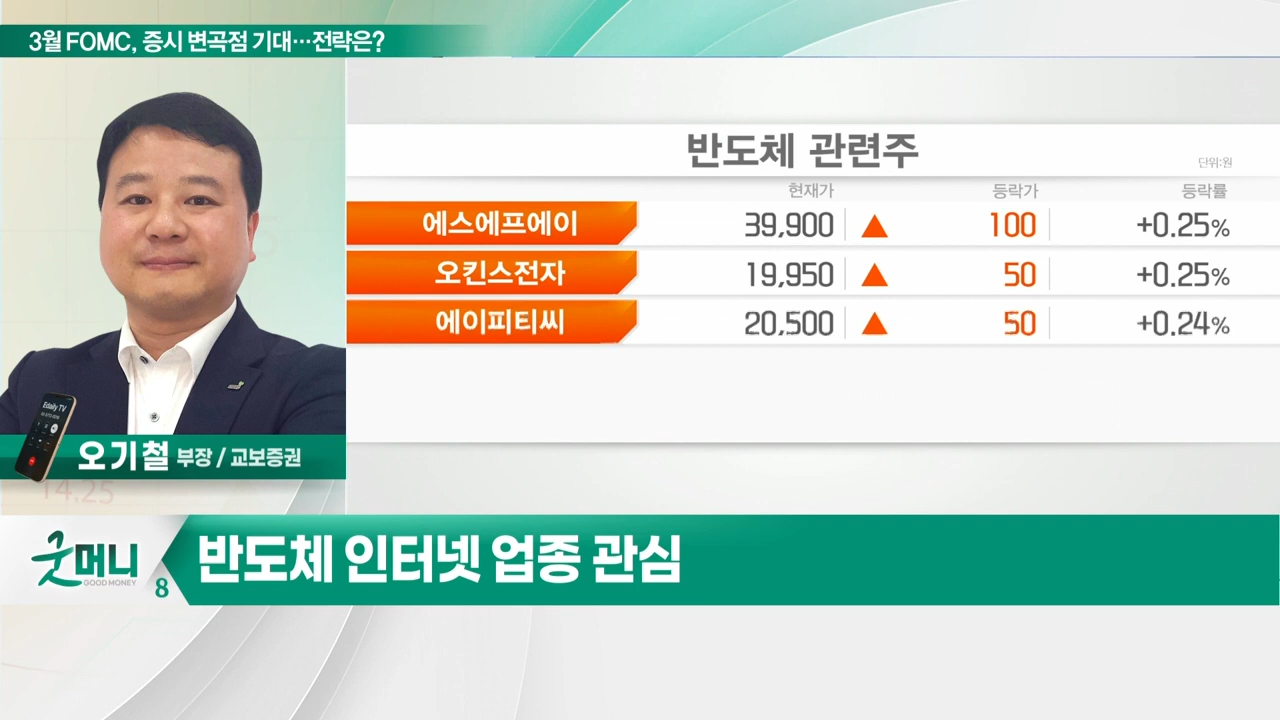 3월 FOMC, 증시 변곡점 기대…전략은?
반도체 관련주
단위:원
현재가 등락가 등락률
에스에프에이 39,900 ▲ 100 +0.25%
오킨스전자 19,950 ▲ 50 +0.25%
에이피티씨 20,500 ▲ 50 +0.24%
Edaily TV
오기철 부장 / 교보증권
14.25
굿머니
GOOD MONEY
8
반도체 인터넷 업종 관심